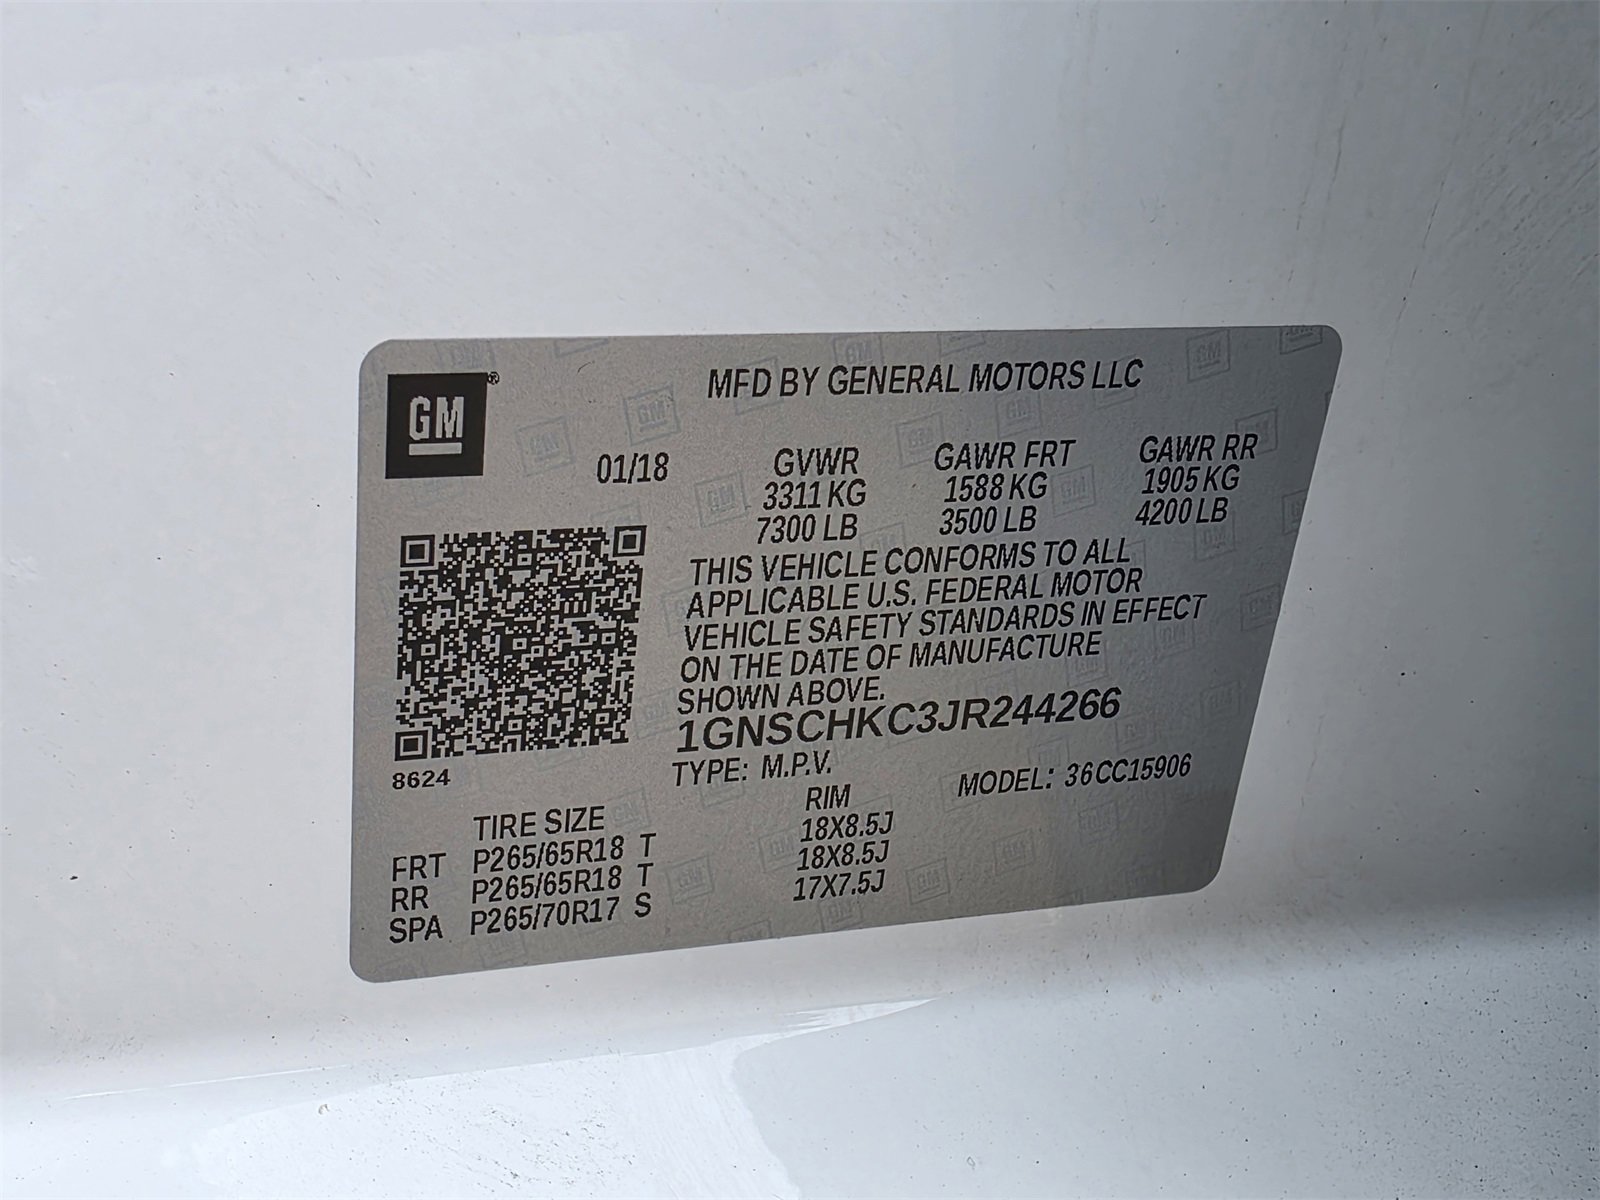 GM®
MFD BY GENERAL MOTORS LLC
01/18 GVWR GAWR FRT GAWR RR
3311 KG 1588 KG 1905 KG
7300 LB 3500 LB 4200 LB
THIS VEHICLE CONFORMS TO ALL
APPLICABLE U.S. FEDERAL MOTOR
VEHICLE SAFETY STANDARDS IN EFFECT
ON THE DATE OF MANUFACTURE
SHOWN ABOVE.
1GNSCHKC3JR244266
8624
TYPE: M.P.V. MODEL: 36CC15906
TIRE SIZE RIM
FRT P265/65R18 T 18X8.5J
RR P265/65R18 T 18X8.5J
SPA P265/70R17 S 17X7.5J